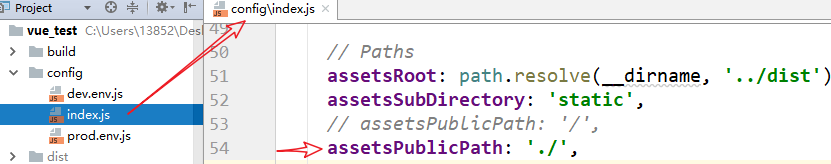 Project
config\index.js
vue_test C:\Users\13852\Des
build
config
dev.env.js
index.js
prod.env.js
dist
50 // Paths
51 assetsRoot: path.resolve(__dirname, '../dist')
52 assetsSubDirectory: 'static',
53 // assetsPublicPath: '/',
54 assetsPublicPath: './',